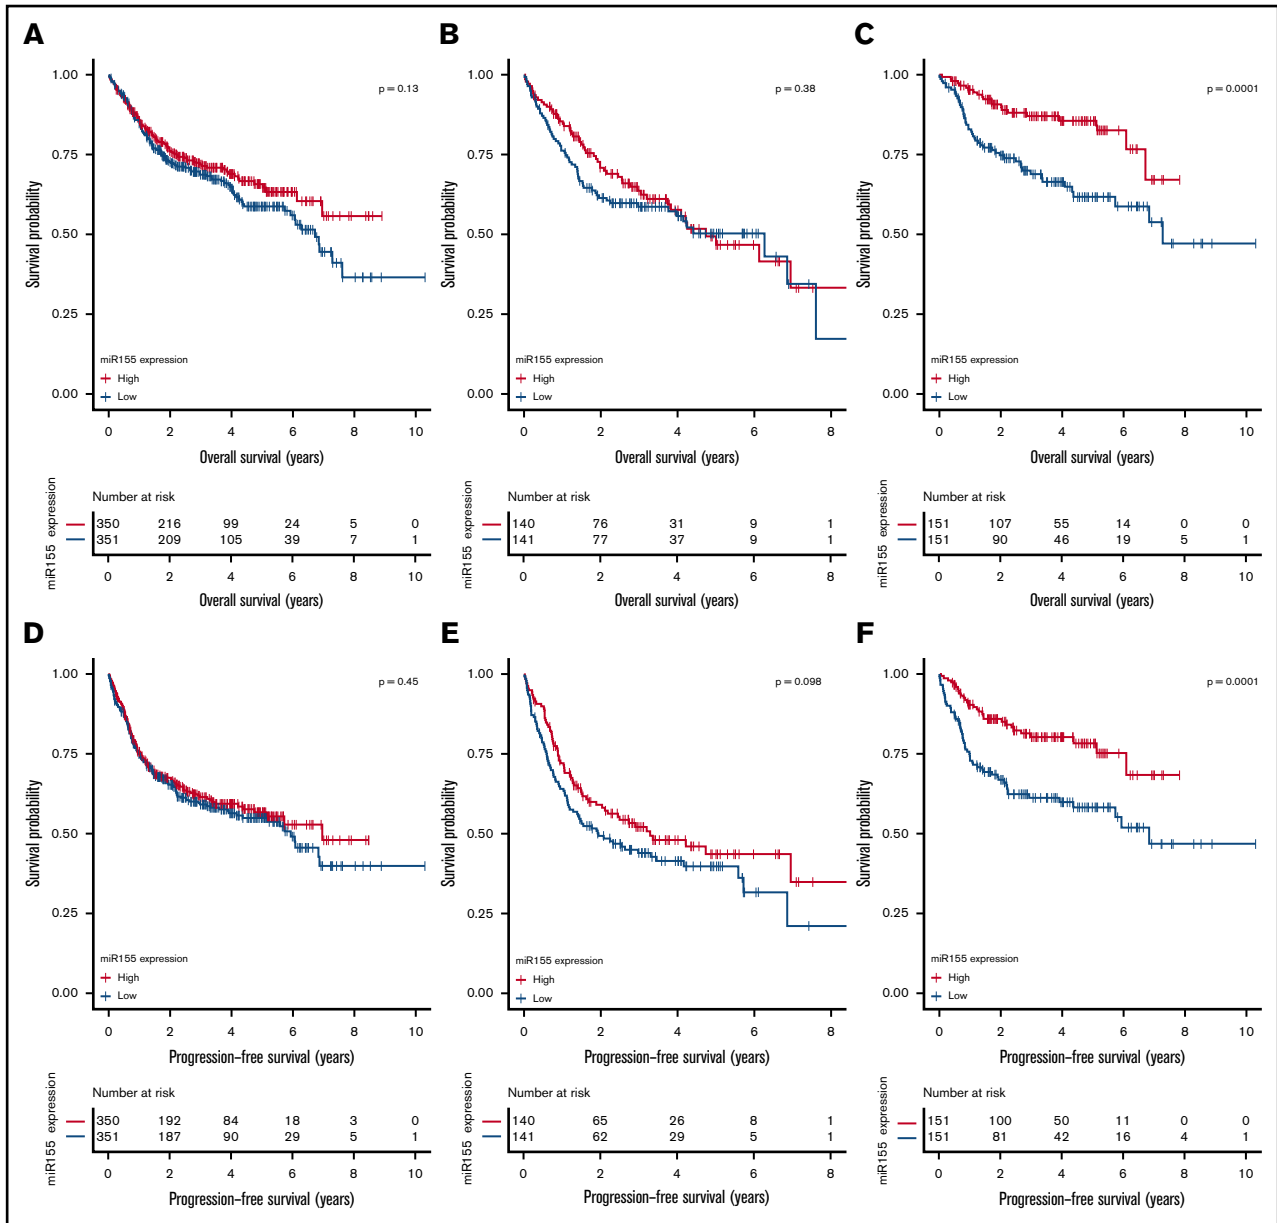 A
B
C
1.00
0.75
0.50
0.25
0.00
Survival probability
p = 0.13
miR155 expression
High
Low
0 2 4 6 8 10
Overall survival (years)
1.00
0.75
0.50
0.25
0.00
Survival probability
p = 0.38
miR155 expression
High
Low
0 2 4 6 8
Overall survival (years)
1.00
0.75
0.50
0.25
0.00
Survival probability
p = 0.0001
miR155 expression
High
Low
0 2 4 6 8 10
Overall survival (years)
miR155 expression
Number at risk
350 216 99 24 5 0
351 209 105 39 7 1
0 2 4 6 8 10
Overall survival (years)
miR155 expression
Number at risk
140 76 31 9 1
141 77 37 9 1
0 2 4 6 8
Overall survival (years)
miR155 expression
Number at risk
151 107 55 14 0 0
151 90 46 19 5 1
0 2 4 6 8 10
Overall survival (years)
D
E
F
1.00
0.75
0.50
0.25
0.00
Survival probability
p = 0.45
miR155 expression
High
Low
0 2 4 6 8 10
Progression–free survival (years)
1.00
0.75
0.50
0.25
0.00
Survival probability
p = 0.098
miR155 expression
High
Low
0 2 4 6 8
Progression–free survival (years)
1.00
0.75
0.50
0.25
0.00
Survival probability
p = 0.0001
miR155 expression
High
Low
0 2 4 6 8 10
Progression–free survival (years)
miR155 expression
Number at risk
350 192 84 18 3 0
351 187 90 29 5 1
0 2 4 6 8 10
Progression–free survival (years)
miR155 expression
Number at risk
140 65 26 8 1
141 62 29 5 1
0 2 4 6 8
Progression–free survival (years)
miR155 expression
Number at risk
151 100 50 11 0 0
151 81 42 16 4 1
0 2 4 6 8 10
Progression–free survival (years)